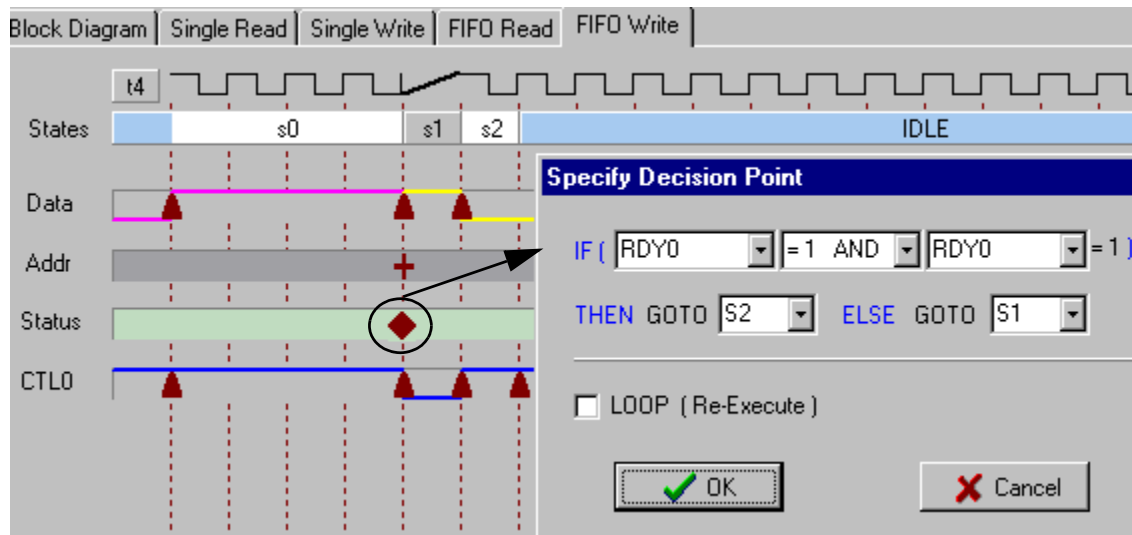 Block Diagram Single Read Single Write FIFO Read FIFO Write
t4
States s0 s1 s2 IDLE
Specify Decision Point
Data
IF ( RDY0 = 1 AND RDY0 = 1 )
Addr
THEN GOTO S2 ELSE GOTO S1
Status
CTL0
LOOP ( Re-Execute )
OK Cancel